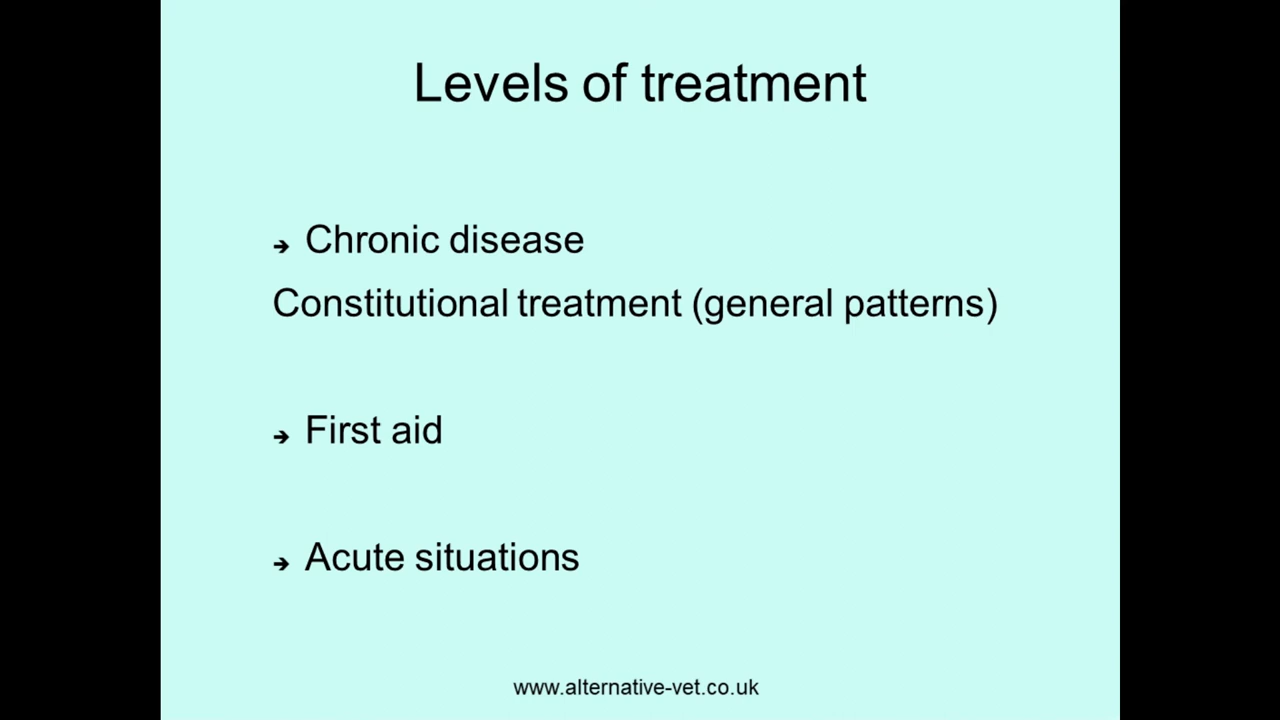 Levels of treatment
➔ Chronic disease
Constitutional treatment (general patterns)
➔ First aid
➔ Acute situations
www.alternative-vet.co.uk